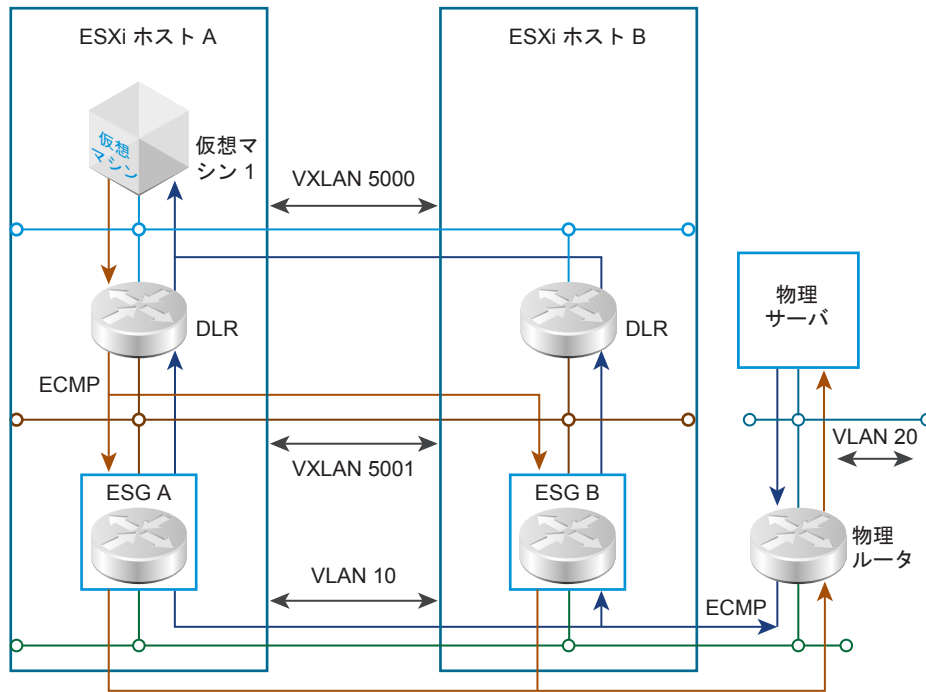 ESXi ホスト A
ESXi ホスト B
仮想
マシン
仮想マ
シン 1
VXLAN 5000
物理
サーバ
DLR
DLR
ECMP
VLAN 20
VXLAN 5001
ESG A
ESG B
物理
ルータ
VLAN 10
ECMP